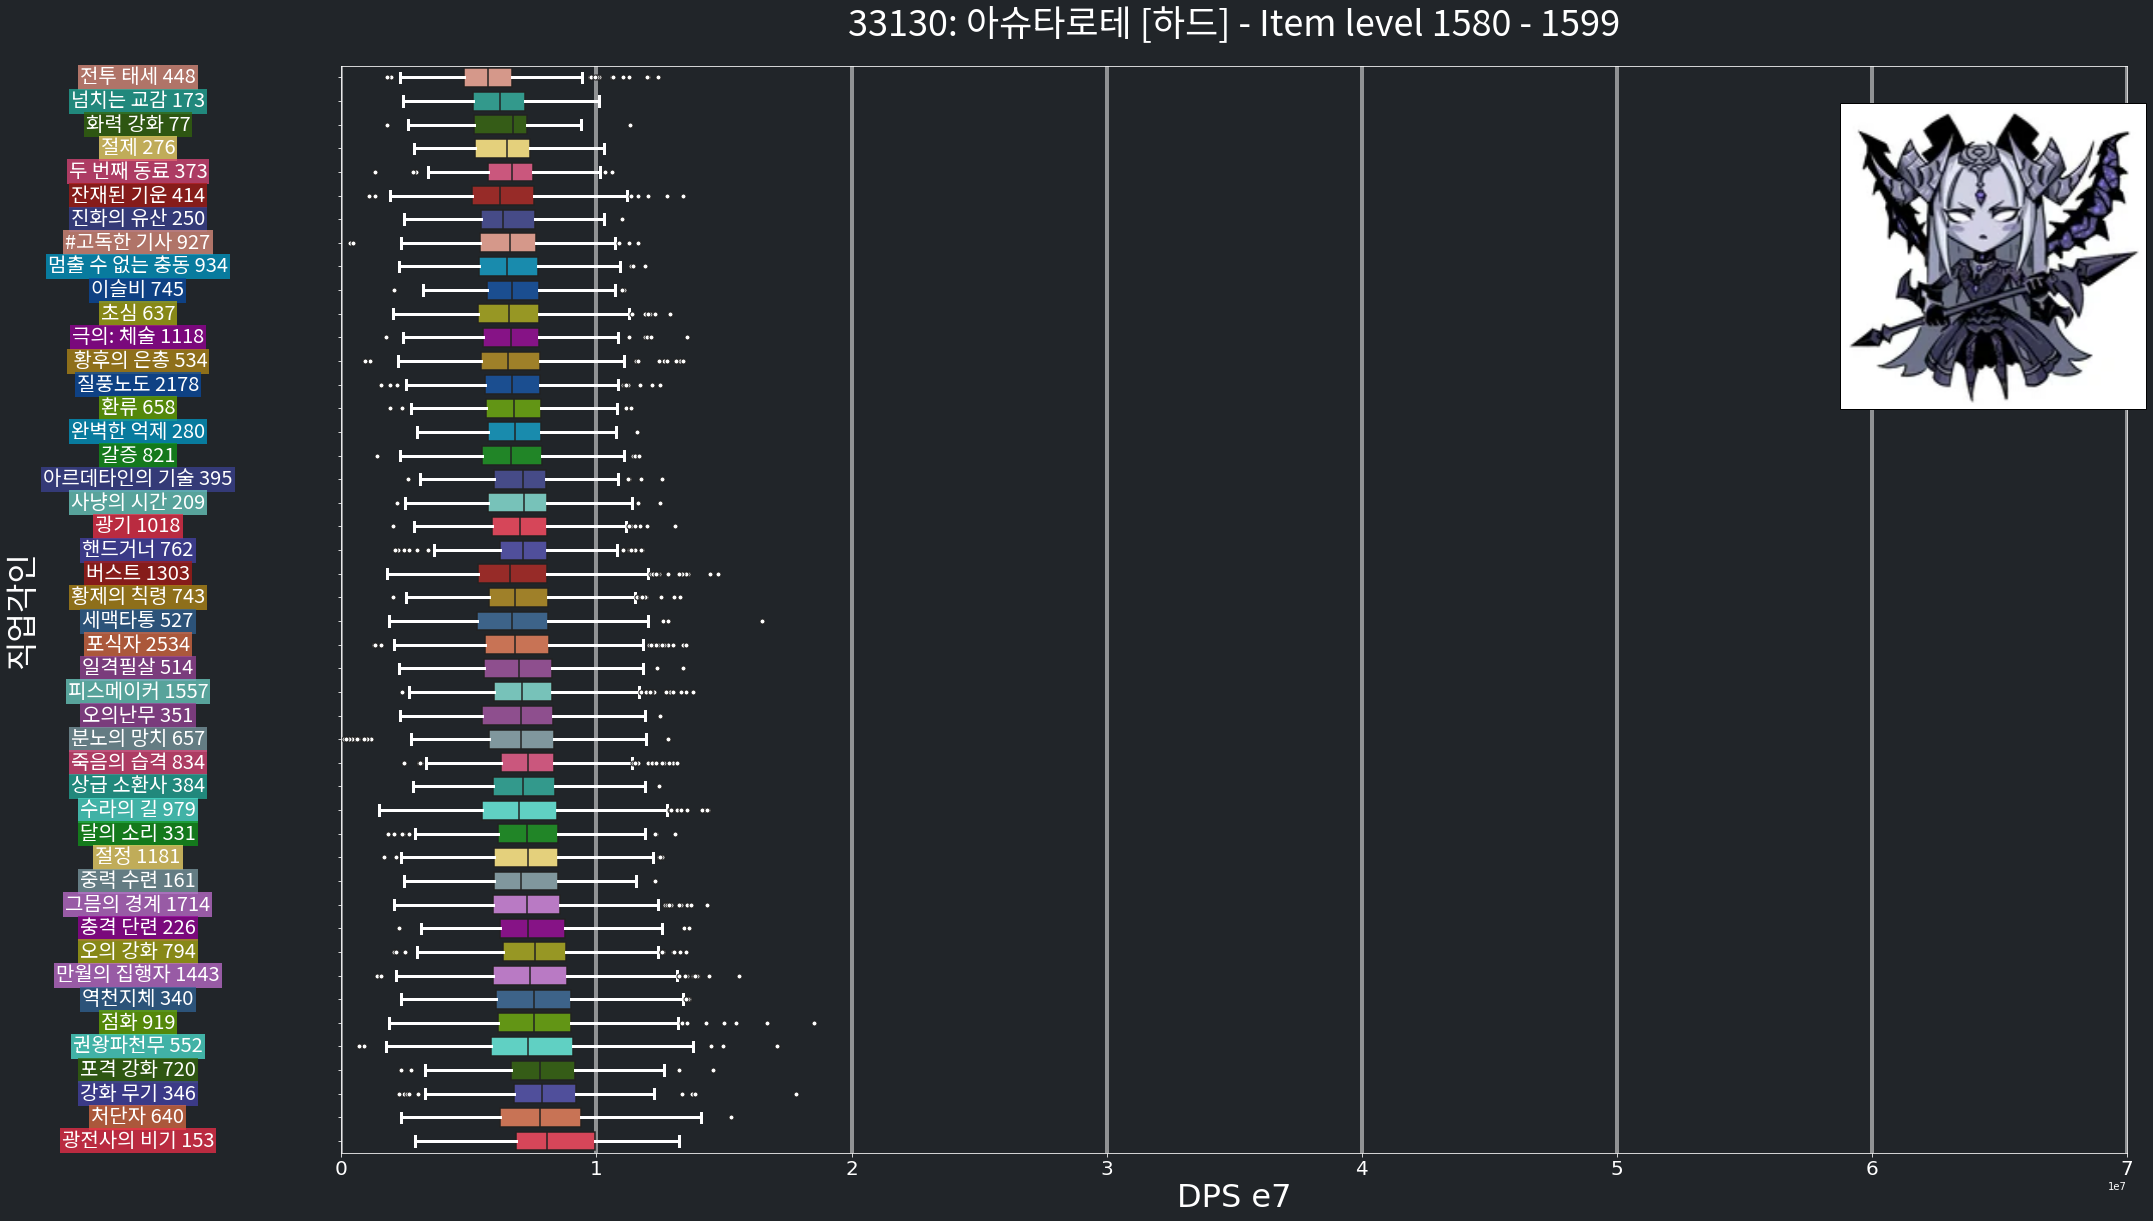 33130: 아슈타로테 [하드] - Item level 1580 - 1599
전투 태세 448
넘치는 교감 173
화력 강화 77
절제 276
두 번째 동료 373
잔재된 기운 414
진화의 유산 250
#고독한 기사 927
멈출 수 없는 충동 934
이슬비 745
초심 637
극의: 체술 1118
황후의 은총 534
질풍노도 2178
환류 658
완벽한 억제 280
갈증 821
아르데타인의 기술 395
사냥의 시간 209
광기 1018
핸드거너 762
버스트 1303
황제의 칙령 743
세맥타통 527
포식자 2534
일격필살 514
피스메이커 1557
오의난무 351
분노의 망치 657
죽음의 습격 834
상급 소환사 384
수라의 길 979
달의 소리 331
절정 1181
중력 수련 161
그믐의 경계 1714
충격 단련 226
오의 강화 794
만월의 집행자 1443
역천지체 340
점화 919
권왕파천무 552
포격 강화 720
강화 무기 346
처단자 640
광전사의 비기 153
직업각인
0 1 2 3 4 5 6 7
1e7
DPS e7